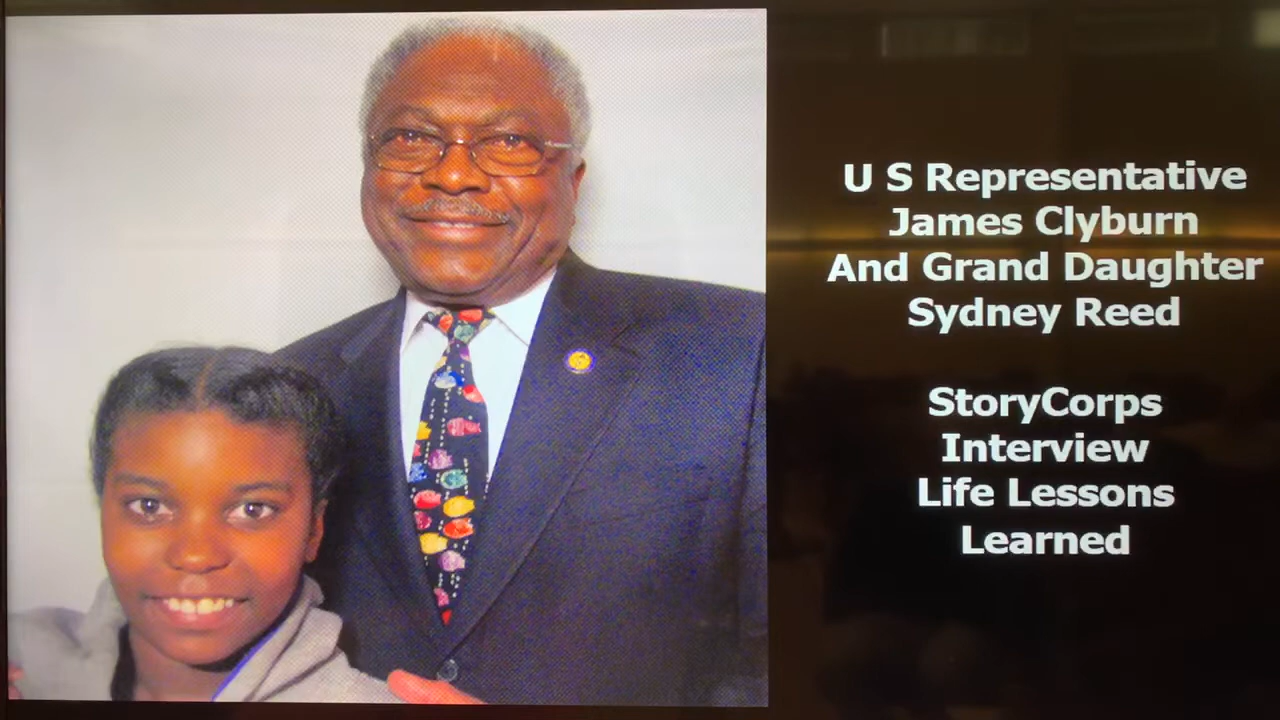 U S Representative
James Clyburn
And Grand Daughter
Sydney Reed
StoryCorps
Interview
Life Lessons
Learned